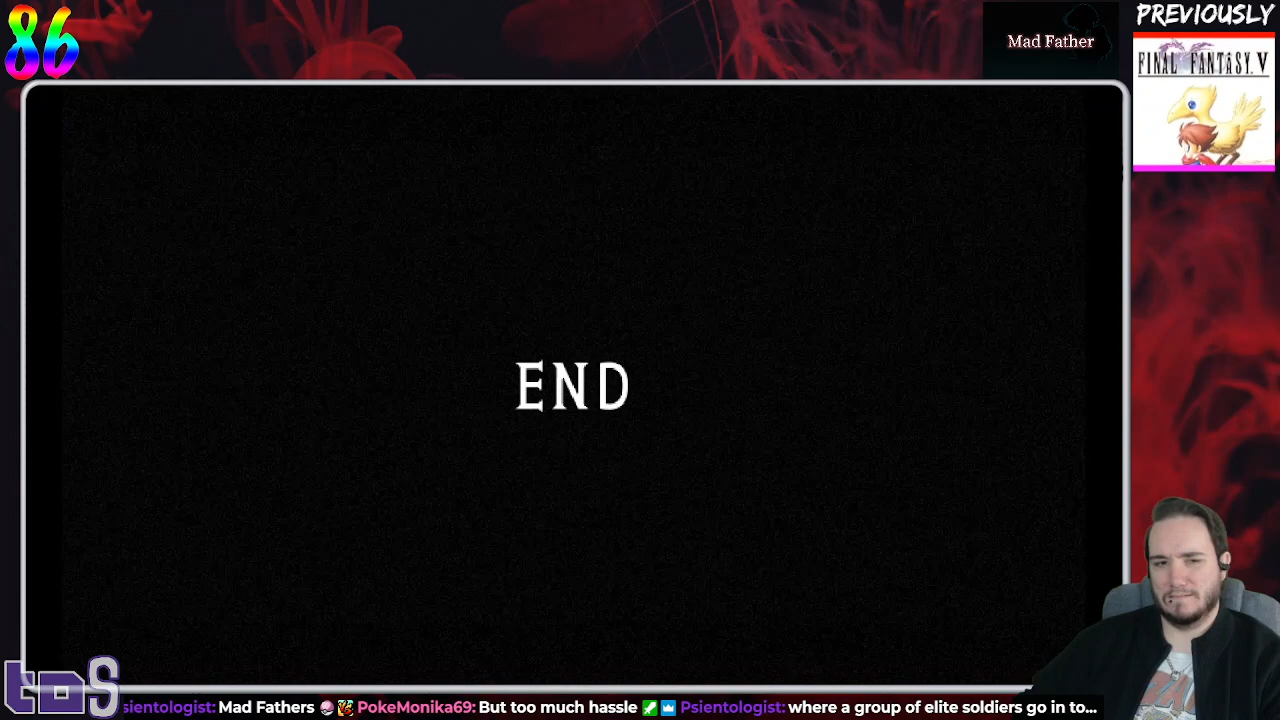 86
Mad Father
PREVIOUSLY
FINAL FANTASY V
END
tDS
sientologist: Mad Fathers PokeMonika69: But too much hassle Psientologist: where a group of elite soldiers go in to...